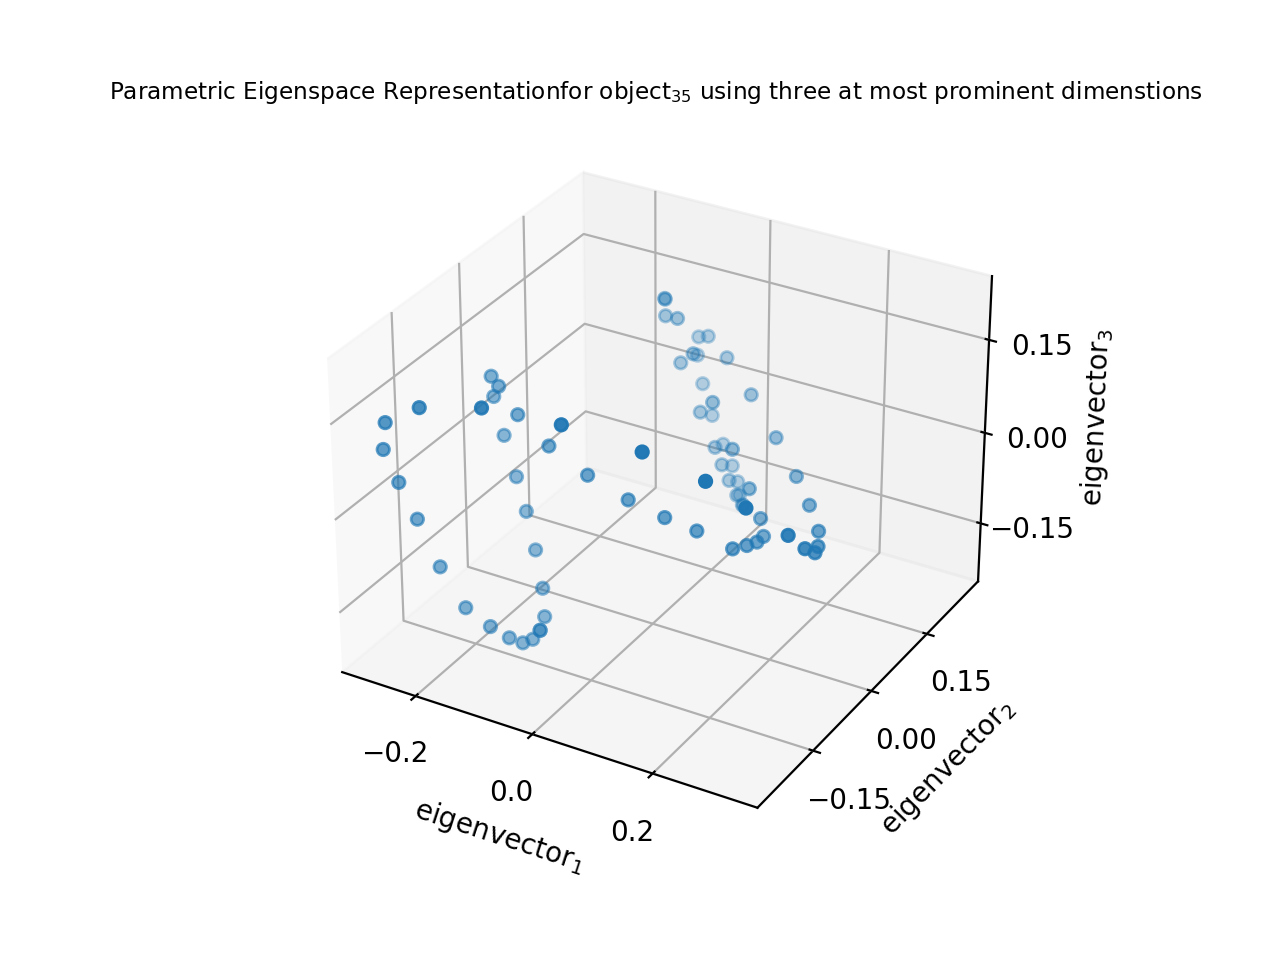 Parametric Eigenspace Representationfor object₃₅ using three at most prominent dimenstions
0.15
0.00
−0.15
eigenvector₃
0.15
0.00
−0.15
eigenvector₂
−0.2
0.0
0.2
eigenvector₁